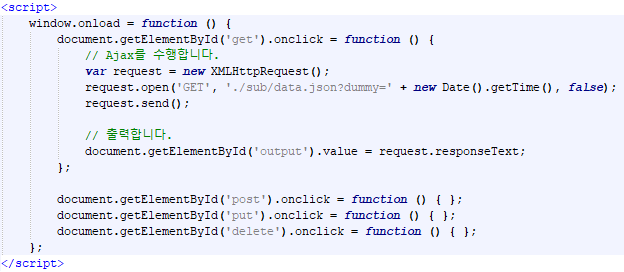 <script>
    window.onload = function () {
        document.getElementById('get').onclick = function () {
            // Ajax를 수행합니다.
            var request = new XMLHttpRequest();
            request.open('GET', './sub/data.json?dummy=' + new Date().getTime(), false);
            request.send();

            // 출력합니다.
            document.getElementById('output').value = request.responseText;
        };

        document.getElementById('post').onclick = function () { };
        document.getElementById('put').onclick = function () { };
        document.getElementById('delete').onclick = function () { };
    };
</script>